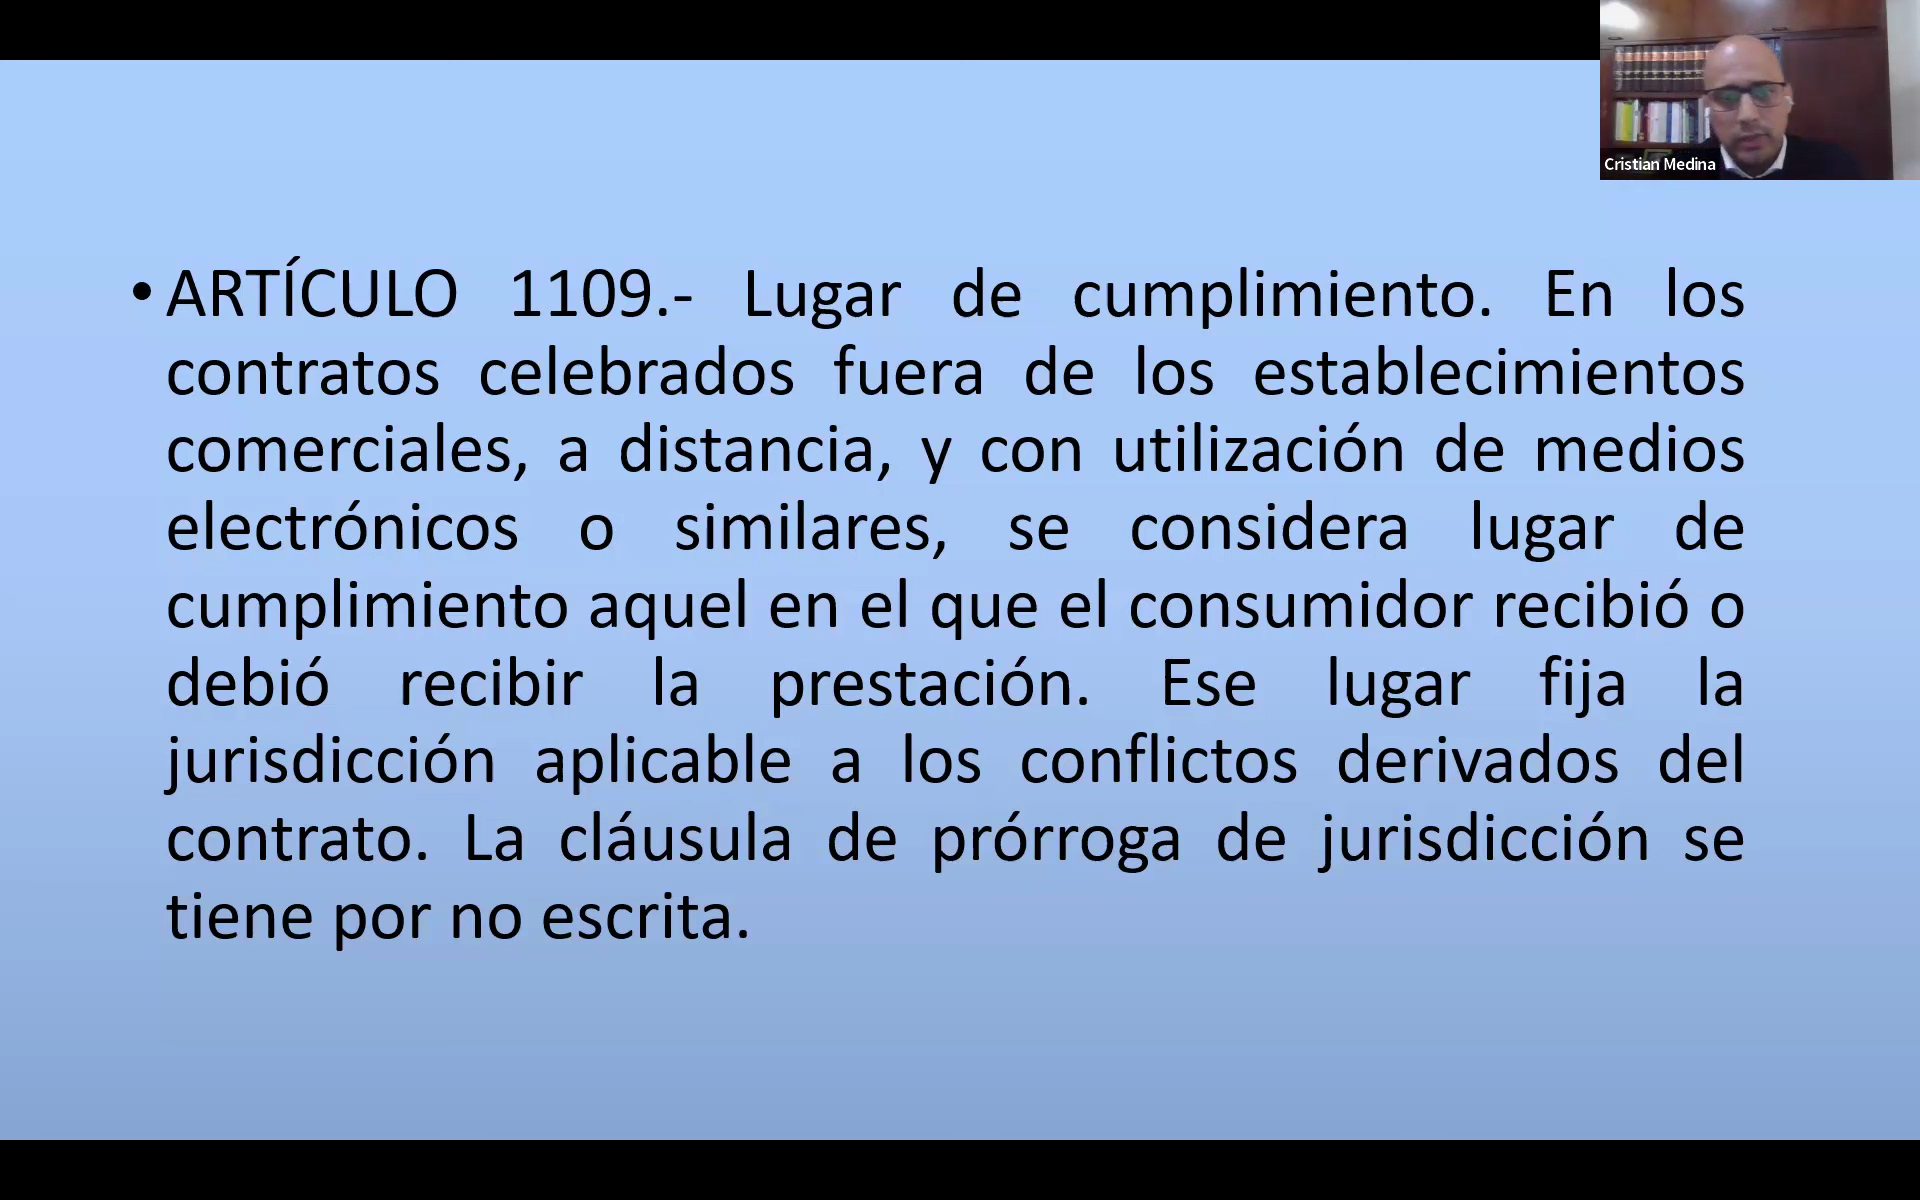 Cristian Medina
• ARTÍCULO 1109.- Lugar de cumplimiento. En los
contratos celebrados fuera de los establecimientos
comerciales, a distancia, y con utilización de medios
electrónicos o similares, se considera lugar de
cumplimiento aquel en el que el consumidor recibió o
debió recibir la prestación. Ese lugar fija la
jurisdicción aplicable a los conflictos derivados del
contrato. La cláusula de prórroga de jurisdicción se
tiene por no escrita.